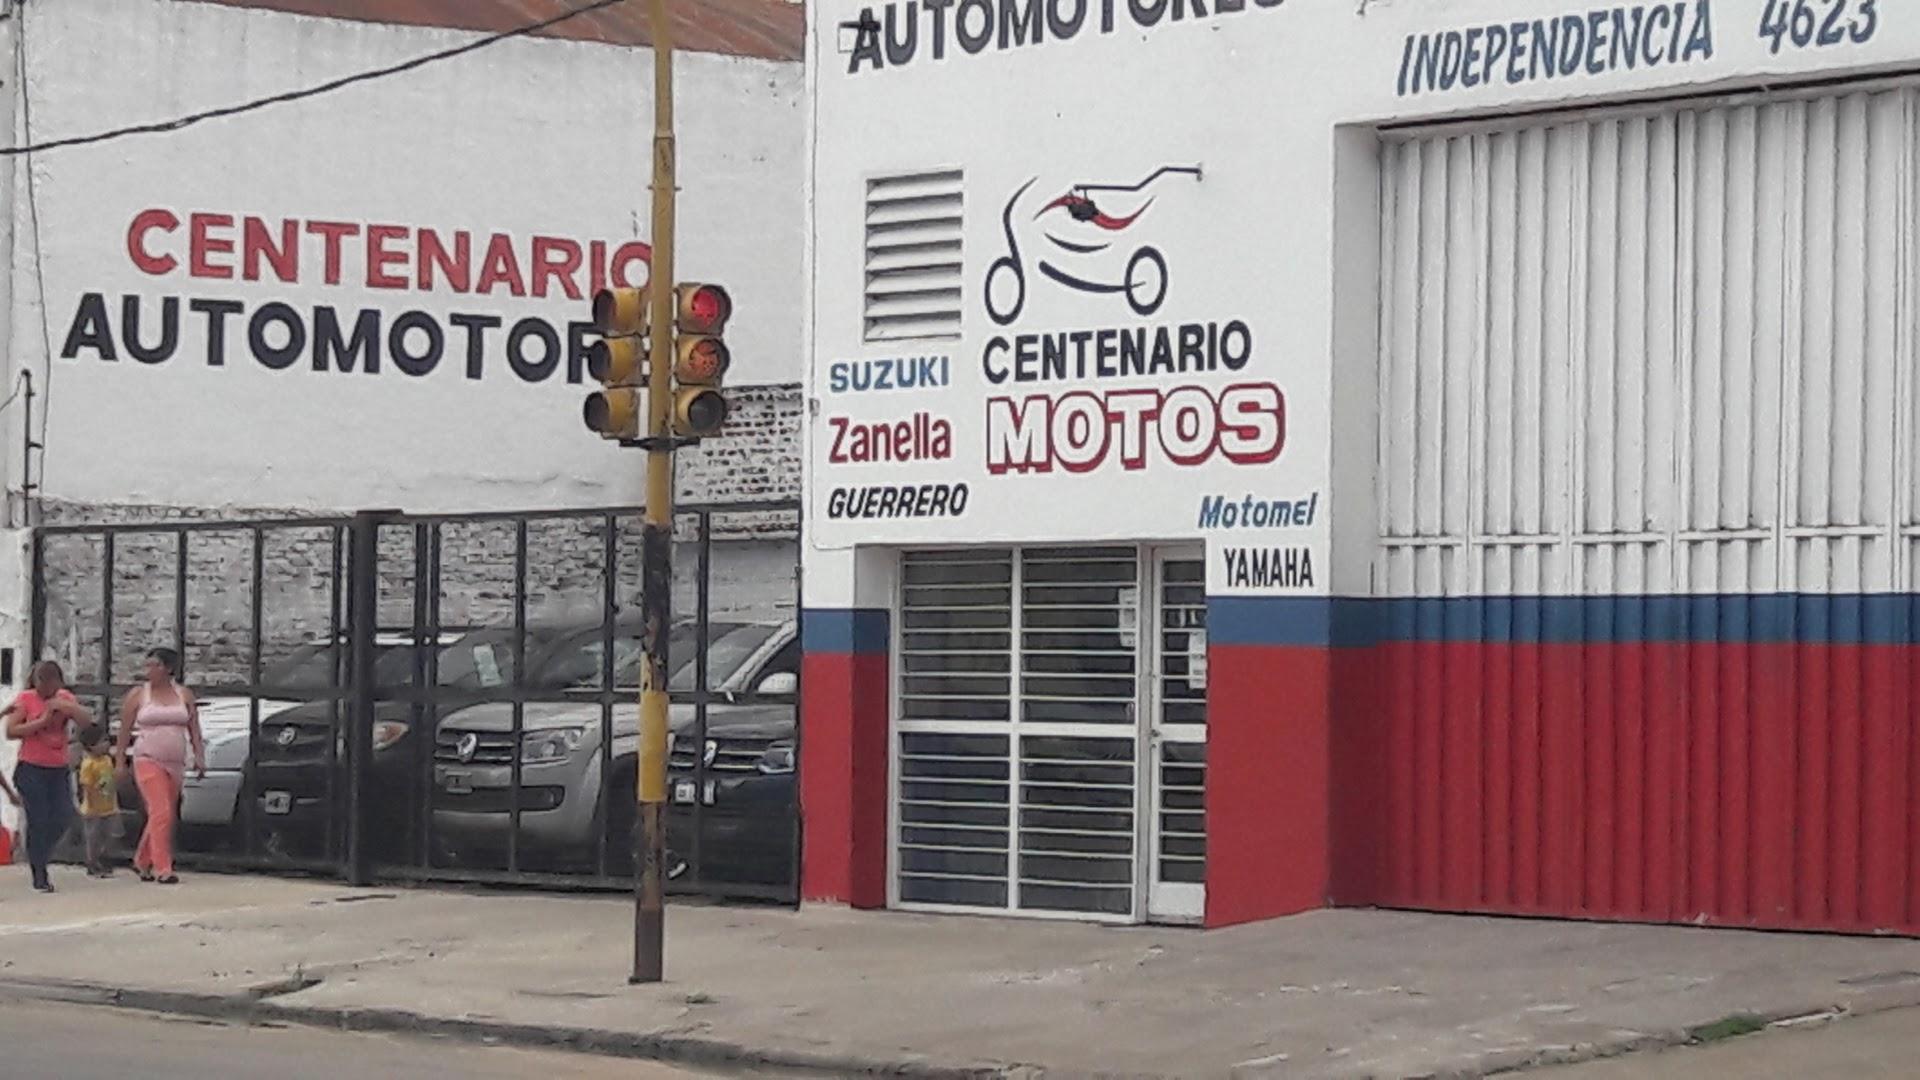 CENTENARIO
AUTOMOTOR
AUTOMOTORES
INDEPENDENCIA 4623
SUZUKI
Zanella
GUERRERO
CENTENARIO
MOTOS
Motomel
YAMAHA